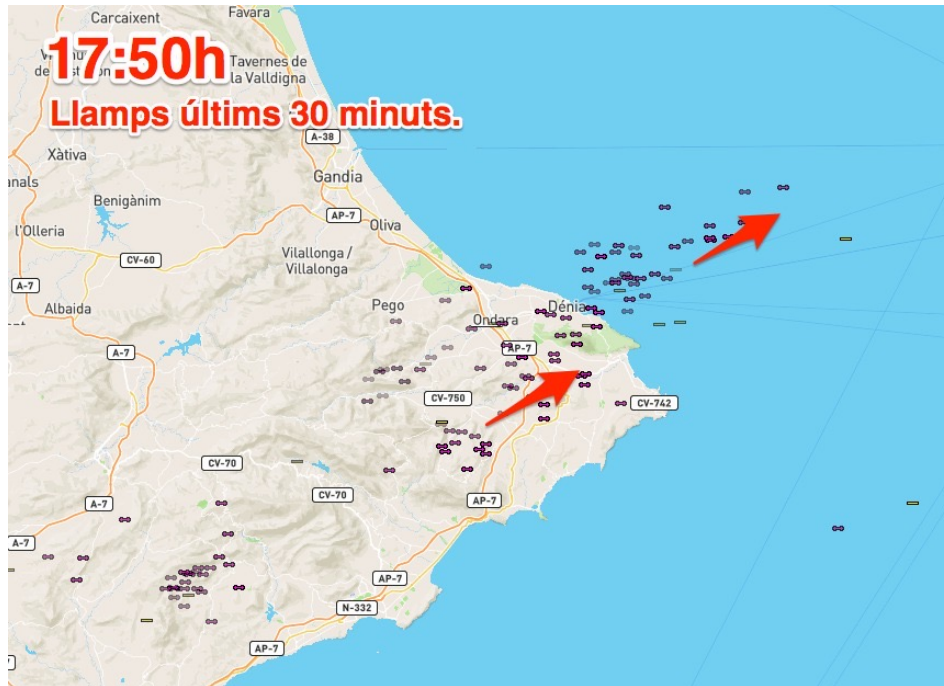 Carcaixent
Favara
17:50h
Tavernes de
la Valldigna
Llamps últims 30 minuts.
A-38
Xàtiva
Gandia
Benigànim
AP-7
Oliva
l'Olleria
CV-60
Vilallonga /
Villalonga
A-7
Albaida
Pego
Dénia
Ondara
A-7
AP-7
CV-750
CV-742
CV-70
CV-70
A-7
AP-7
A-7
AP-7
N-332
AP-7